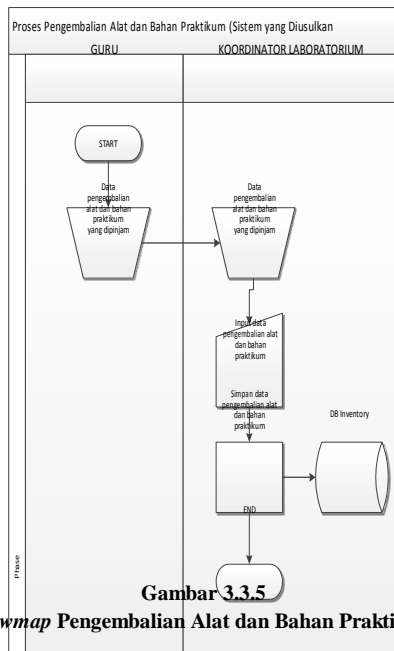 Proses Pengembalian Alat dan Bahan Praktikum (Sistem yang Diusulkan
GURU
KOORDINATOR LABORATORIUM
START
Data
pengembalian
alat dan bahan
praktikum
yang dipinjam
Data
pengembalian
alat dan bahan
praktikum
yang dipinjam
Input data
pengembalian alat
dan bahan
praktikum
Simpan data
pengembalian alat
dan bahan
praktikum
DB Inventory
END
Phase
Gambar 3.3.5
wmap Pengembalian Alat dan Bahan Prakti